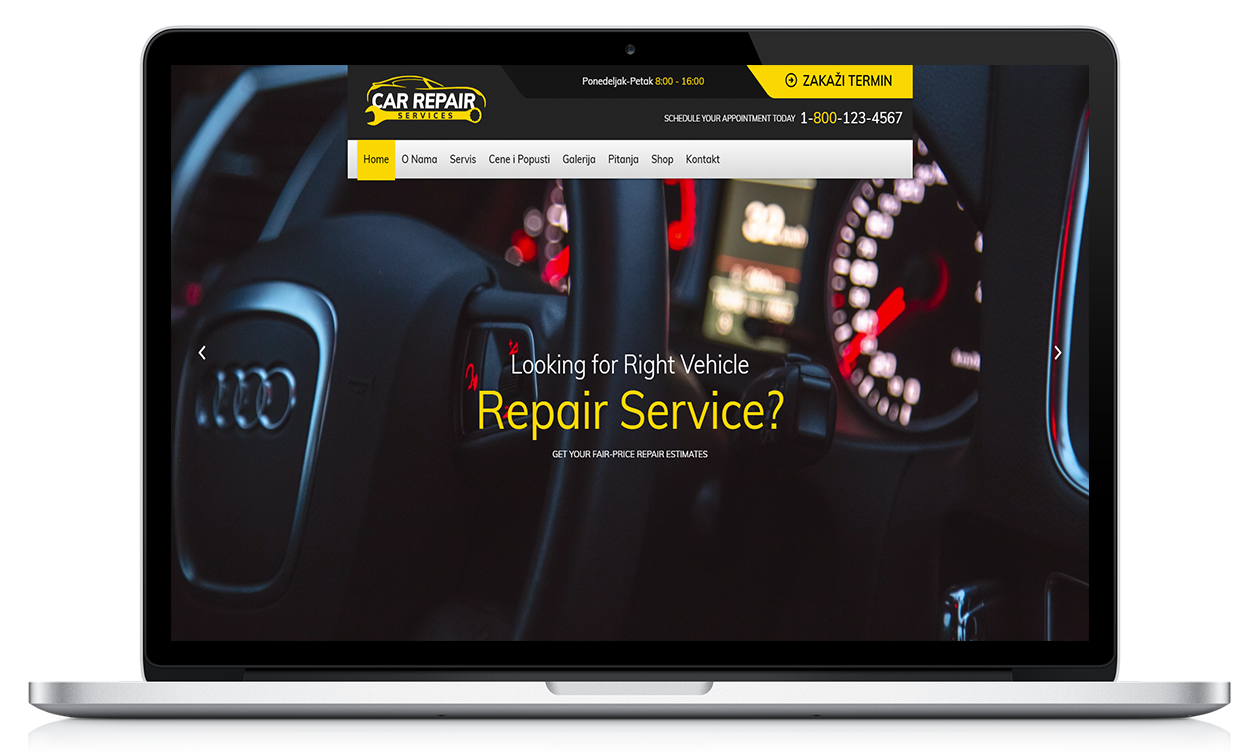 CAR REPAIR
SERVICES
Ponedeljak-Petak 8:00 - 16:00
ZAKAŽI TERMIN
SCHEDULE YOUR APPOINTMENT TODAY 1-800-123-4567
Home O Nama Servis Cene i Popusti Galerija Pitanja Shop Kontakt
Looking for Right Vehicle
Repair Service?
GET YOUR FAIR-PRICE REPAIR ESTIMATES